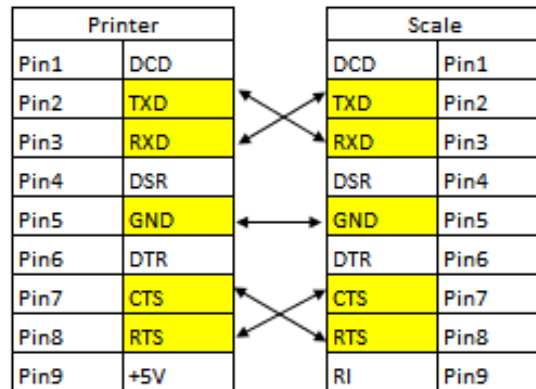 Printer Scale
Pin1 DCD DCD Pin1
Pin2 TXD TXD Pin2
Pin3 RXD RXD Pin3
Pin4 DSR DSR Pin4
Pin5 GND GND Pin5
Pin6 DTR DTR Pin6
Pin7 CTS CTS Pin7
Pin8 RTS RTS Pin8
Pin9 +5V RI Pin9